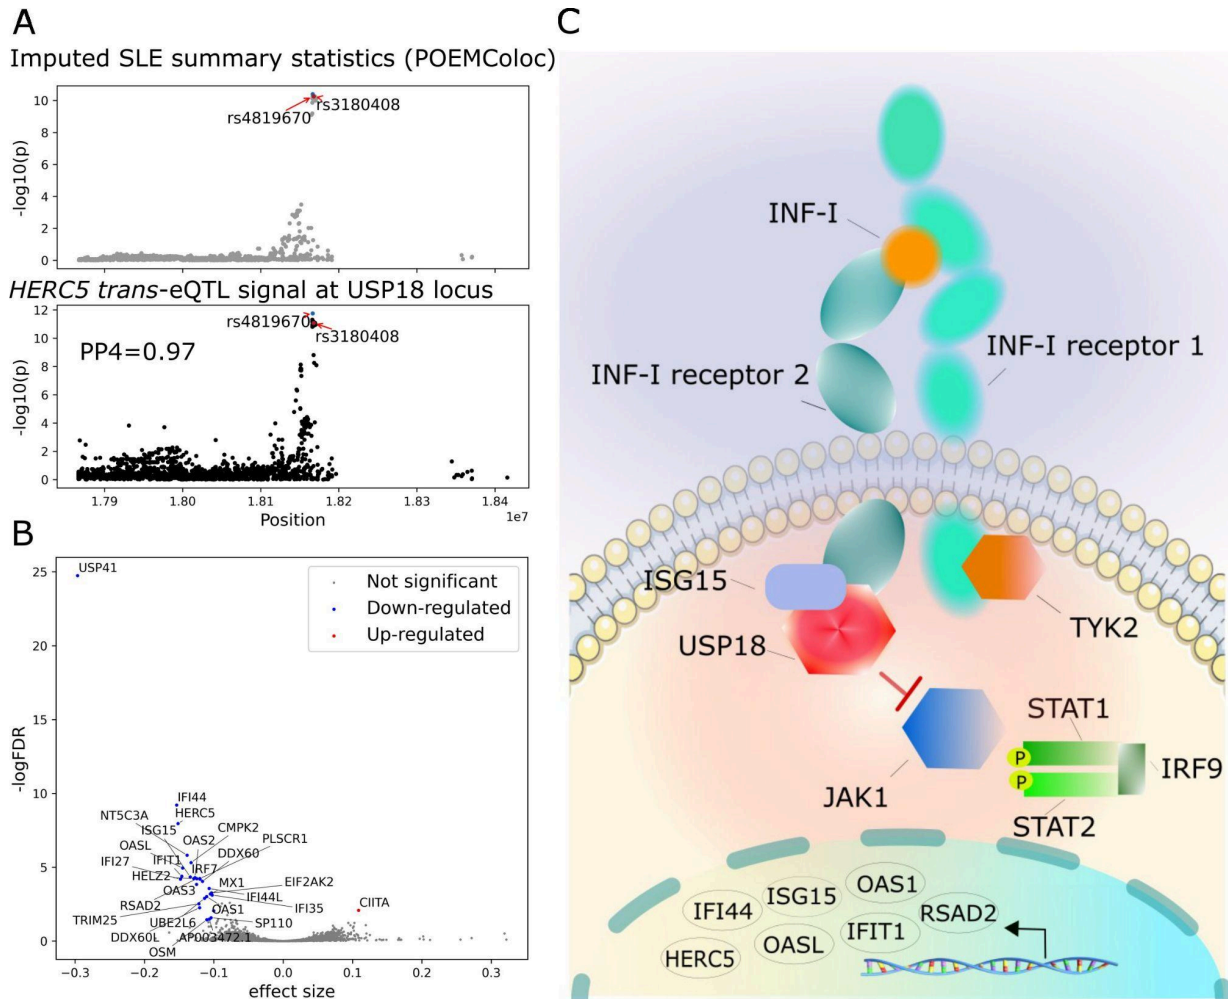 A
Imputed SLE summary statistics (POEMColoc)
-log10(p)
10
8
6
4
2
0
rs4819670
rs3180408
HERC5 trans-eQTL signal at USP18 locus
-log10(p)
12
10
8
6
4
2
0
rs4819670
rs3180408
PP4=0.97
1.79
1.80
1.81
1.82
1.83
1.84
Position
1e7
B
-logFDR
25
20
15
10
5
0
Not significant
Down-regulated
Up-regulated
USP41
IFI44
NT5C3A
HERC5
ISG15
CMPK2
OASL
OAS2
PLSCR1
IFI27
IFIT1
DDX60
HELZ2
IRF7
OAS3
MX1
EIF2AK2
RSAD2
IFI44L
TRIM25
OAS1
IFI35
CIITA
UBE2L6
SP110
DDX60L
AP003472.1
OSM
−0.3
−0.2
−0.1
0.0
0.1
0.2
0.3
effect size
C
INF-I
INF-I receptor 1
INF-I receptor 2
ISG15
USP18
TYK2
JAK1
STAT1
P
P
IRF9
STAT2
IFI44
ISG15
OAS1
RSAD2
HERC5
OASL
IFIT1